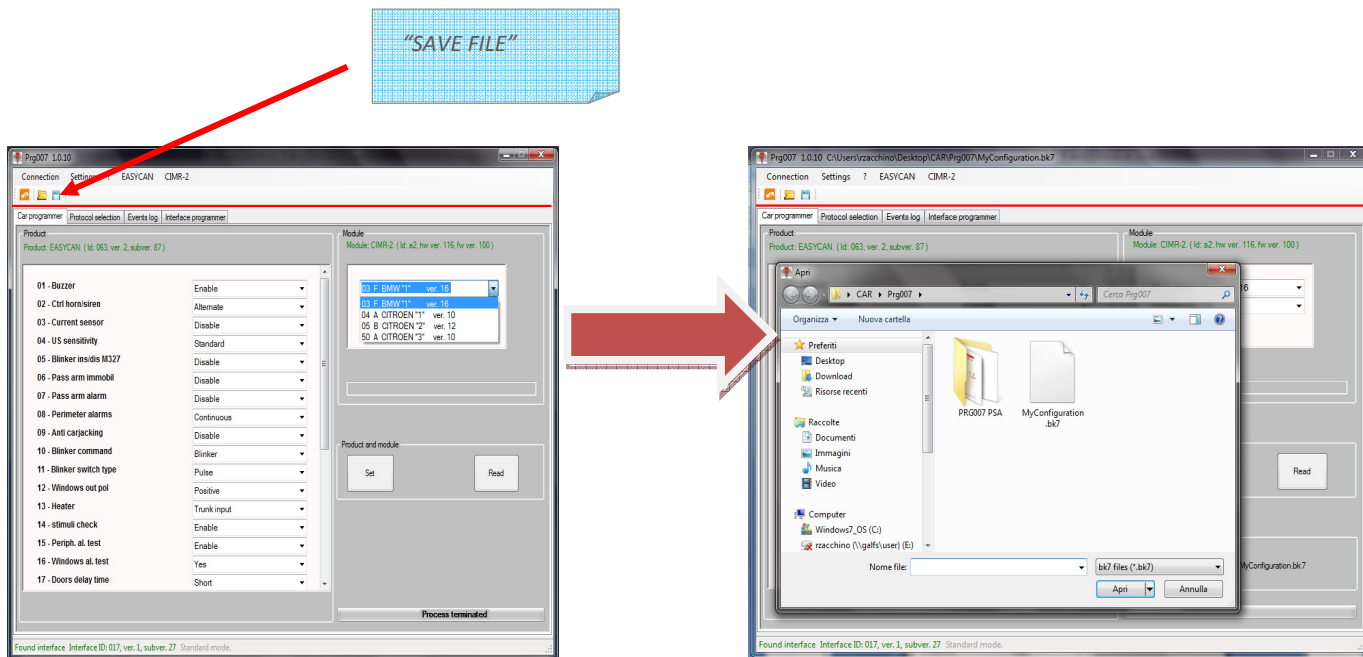 “SAVE FILE”
Prg007 1.0.10
Connection Settings ? EASYCAN CIMR-2
Car programmer Protocol selection Events log Interface programmer
Product
Product: EASYCAN. ( Id: 063, ver. 2, subver: 87 )
01 - Buzzer Enable
02 - Ctrl horn/siren Alternate
03 - Current sensor Disable
04 - US sensitivity Standard
05 - Blinker ins/dis M327 Disable
06 - Pass arm immobil Disable
07 - Pass arm alarm Disable
08 - Perimeter alarms Continuous
09 - Anti carjacking Disable
10 - Blinker command Blinker
11 - Blinker switch type Pulse
12 - Windows out pol Positive
13 - Heater Trunk input
14 - stimuli check Enable
15 - Periph. al. test Enable
16 - Windows al. test Yes
17 - Doors delay time Short
Module
Module: CIMR-2. ( Id: a2, hw ver. 116, fw ver. 100 )
03 F BMW "1" ver. 16
03 F BMW "1" ver. 16
04 A CITROEN "1" ver. 10
05 B CITROEN "2" ver. 12
50 A CITROEN "3" ver. 10
Product and module
Set Read
Process terminated
Found interface Interface ID: 017, ver. 1, subver. 27 Standard mode.
Prg007 1.0.10 C:\Users\rzacchino\Desktop\CAR\Prg007\MyConfiguration.bk7
Connection Settings ? EASYCAN CIMR-2
Car programmer Protocol selection Events log Interface programmer
Product
Product: EASYCAN. ( Id: 063, ver. 2, subver: 87 )
Module
Module: CIMR-2. ( Id: a2, hw ver. 116, fw ver. 100 )
16
Apri
CAR Prg007
Cerca Prg007
Organizza Nuova cartella
Preferiti
Desktop
Download
Risorse recenti
Raccolte
Documenti
Immagini
Musica
Video
Computer
Windows7_OS (C:)
rzacchino (\\galfs\user) (E:)
PRG007 PSA
MyConfiguration
.bk7
Nome file:
bk7 files (*.bk7)
Apri Annulla
Read
MyConfiguration.bk7
Found interface Interface ID: 017, ver. 1, subver. 27 Standard mode.